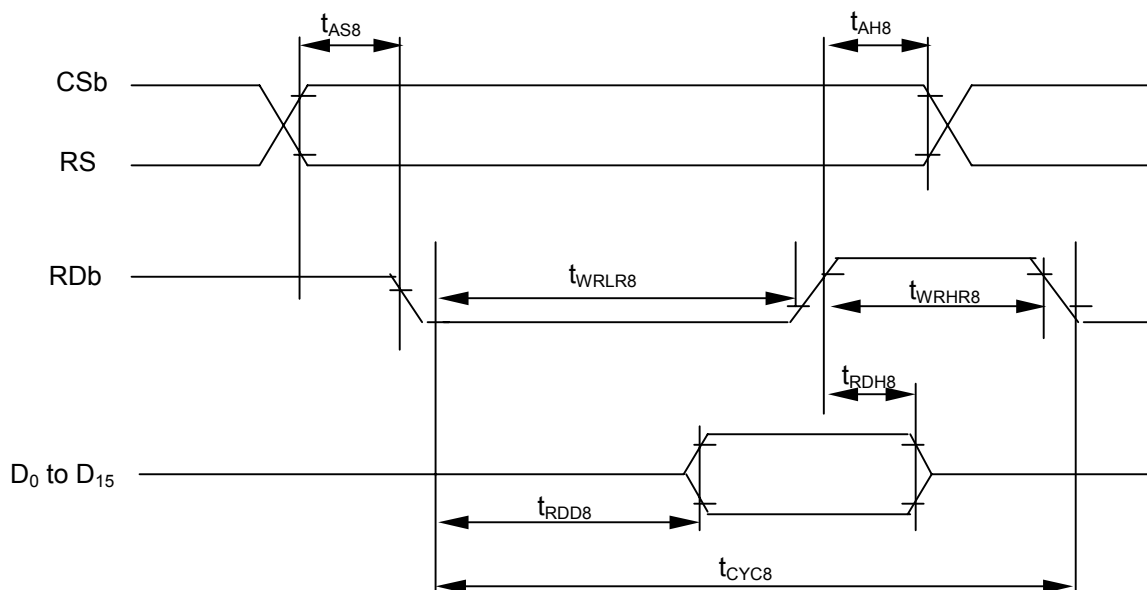 tAS8
tAH8
CSb
RS
RDb
tWRLR8
tWRHR8
tRDH8
D0 to D15
tRDD8
tCYC8